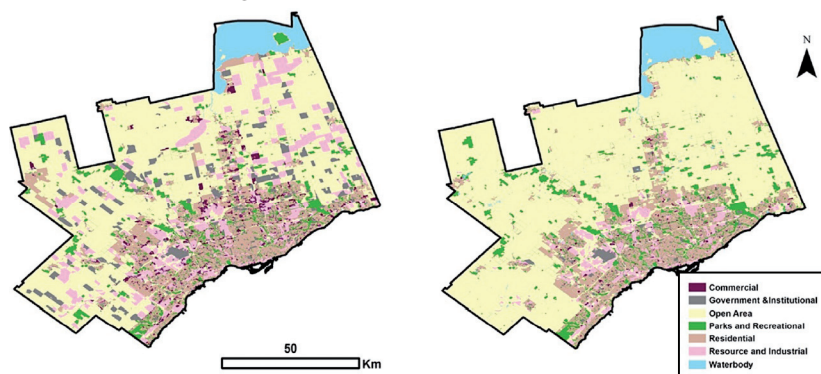 N
50
Km
Commercial
Government &Institutional
Open Area
Parks and Recreational
Residential
Resource and Industrial
Waterbody